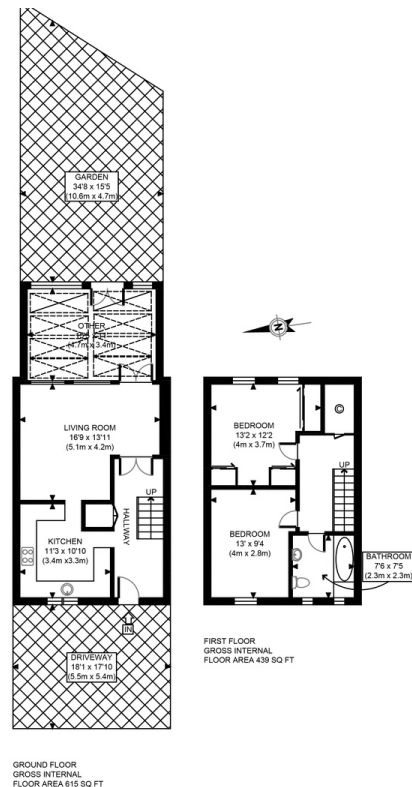 GARDEN
34'8 x 15'5
(10.6m x 4.7m)
OTHER
(4.7m x 3.4m)
LIVING ROOM
16'9 x 13'11
(5.1m x 4.2m)
KITCHEN
11'3 x 10'10
(3.4m x3.3m)
HALLWAY
UP
IN
DRIVEWAY
18'1 x 17'10
(5.5m x 5.4m)
GROUND FLOOR
GROSS INTERNAL
FLOOR AREA 615 SQ FT
N
C
BEDROOM
13'2 x 12'2
(4m x 3.7m)
UP
BEDROOM
13' x 9'4
(4m x 2.8m)
BATHROOM
7'6 x 7'5
(2.3m x 2.3m)
FIRST FLOOR
GROSS INTERNAL
FLOOR AREA 439 SQ FT